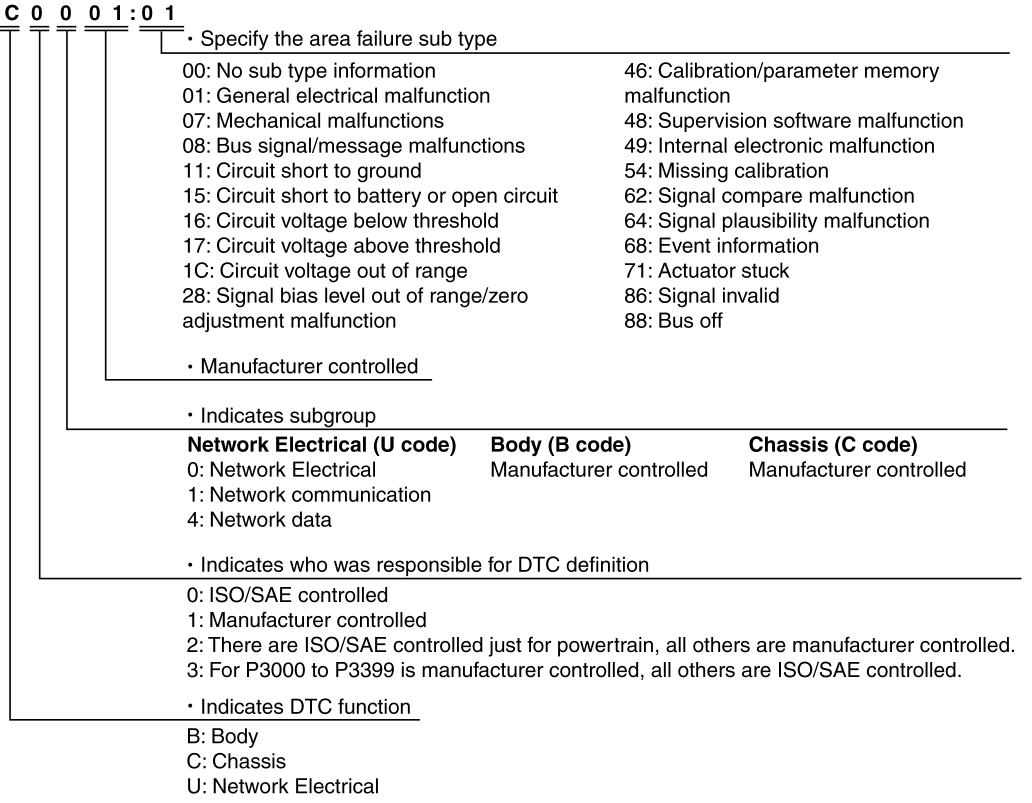 C 0 0 0 1 : 0 1
・Specify the area failure sub type
00: No sub type information
01: General electrical malfunction
07: Mechanical malfunctions
08: Bus signal/message malfunctions
11: Circuit short to ground
15: Circuit short to battery or open circuit
16: Circuit voltage below threshold
17: Circuit voltage above threshold
1C: Circuit voltage out of range
28: Signal bias level out of range/zero
adjustment malfunction
46: Calibration/parameter memory
malfunction
48: Supervision software malfunction
49: Internal electronic malfunction
54: Missing calibration
62: Signal compare malfunction
64: Signal plausibility malfunction
68: Event information
71: Actuator stuck
86: Signal invalid
88: Bus off
・Manufacturer controlled
・Indicates subgroup
Network Electrical (U code)
0: Network Electrical
1: Network communication
4: Network data
Body (B code)
Manufacturer controlled
Chassis (C code)
Manufacturer controlled
・Indicates who was responsible for DTC definition
0: ISO/SAE controlled
1: Manufacturer controlled
2: There are ISO/SAE controlled just for powertrain, all others are manufacturer controlled.
3: For P3000 to P3399 is manufacturer controlled, all others are ISO/SAE controlled.
・Indicates DTC function
B: Body
C: Chassis
U: Network Electrical